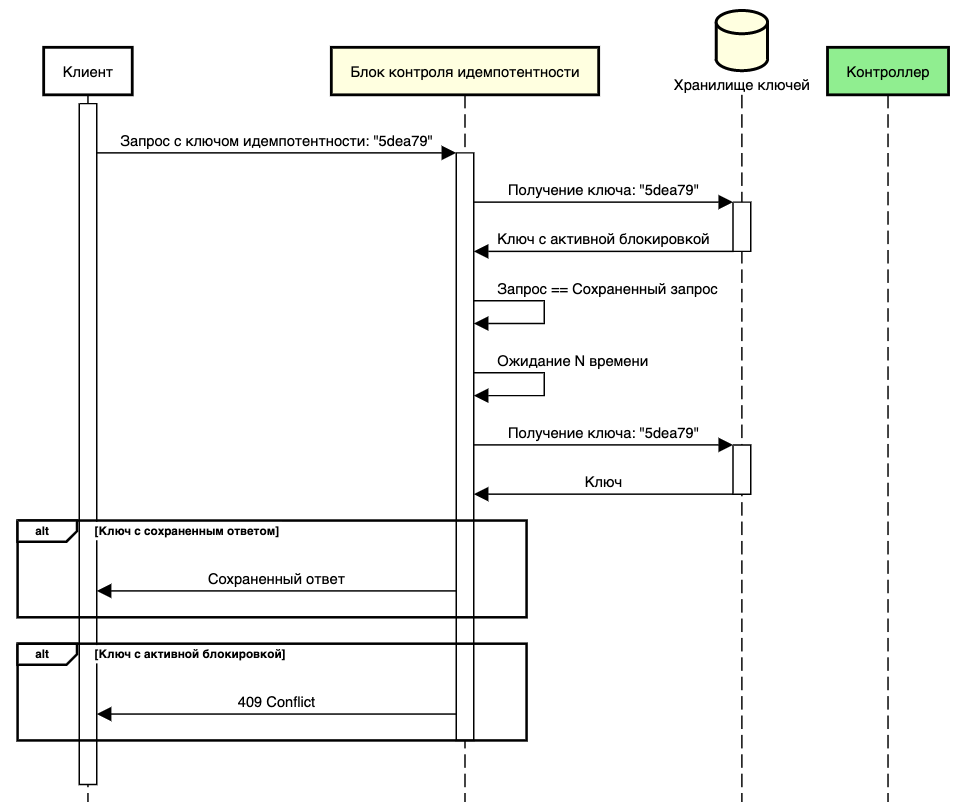 Клиент
Блок контроля идемпотентности
Хранилище ключей
Контроллер
Запрос с ключом идемпотентности: "5dea79"
Получение ключа: "5dea79"
Ключ с активной блокировкой
Запрос == Сохраненный запрос
Ожидание N времени
Получение ключа: "5dea79"
Ключ
alt [Ключ с сохраненным ответом]
Сохраненный ответ
alt [Ключ с активной блокировкой]
409 Conflict